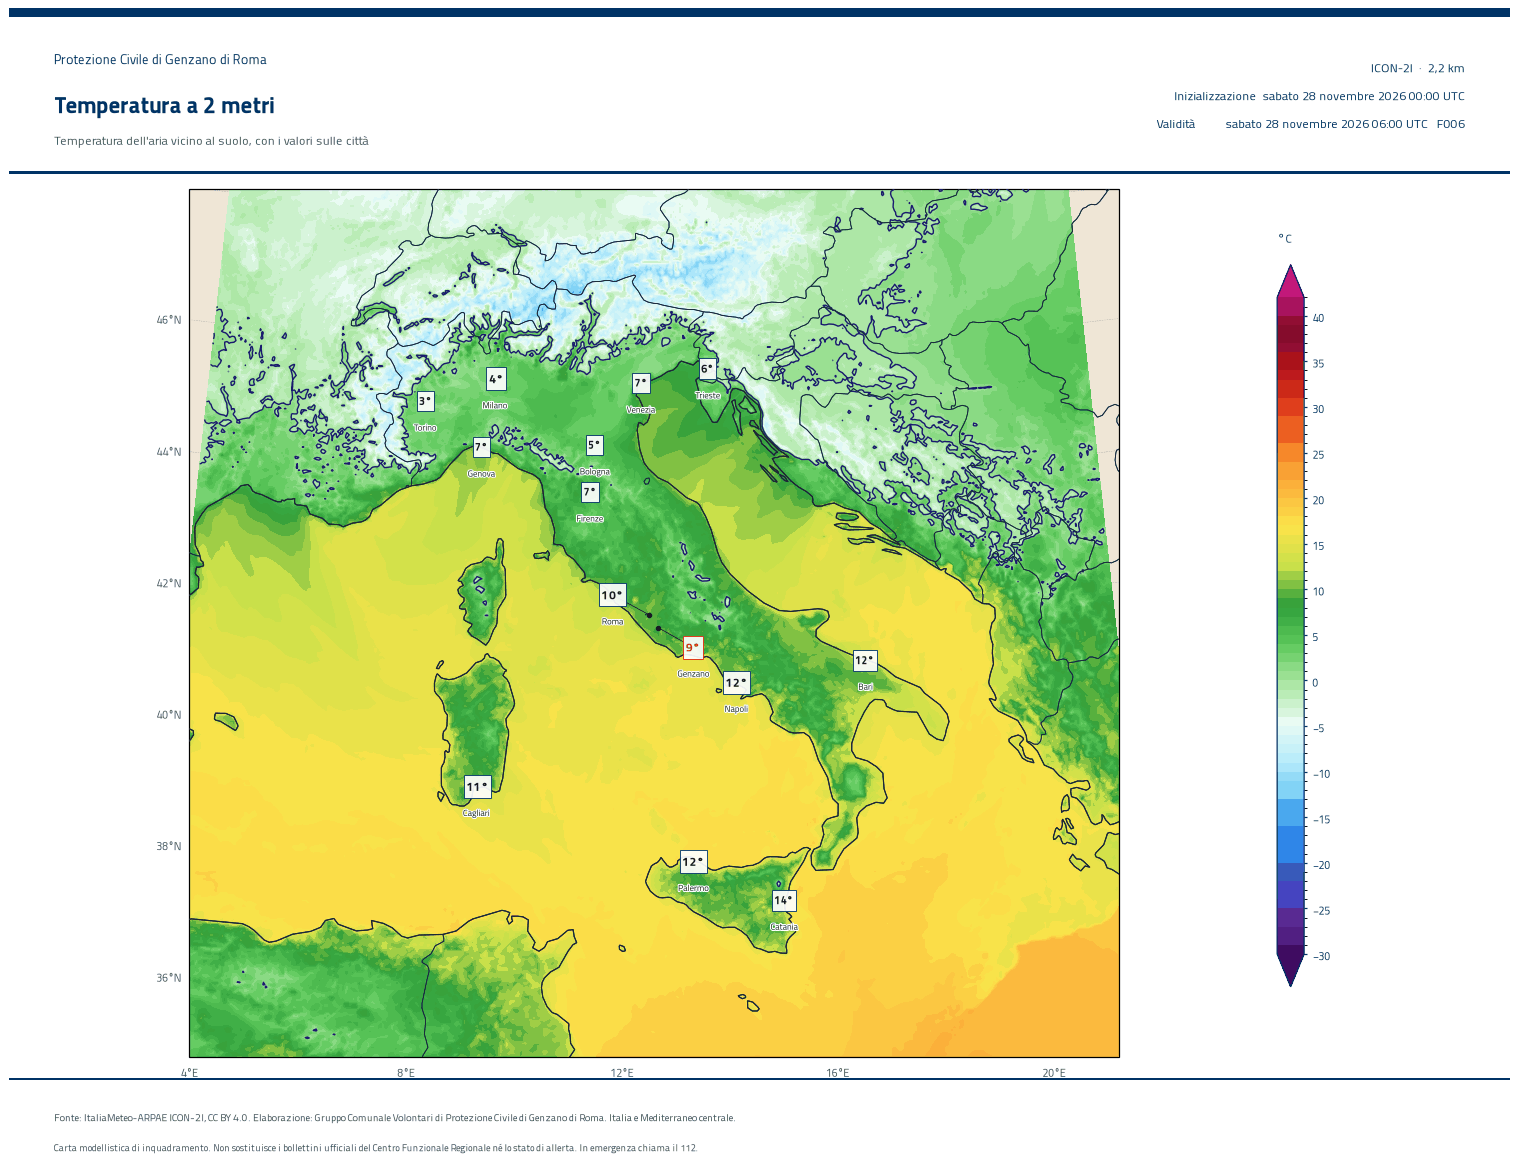 Protezione Civile di Genzano di Roma
Temperatura a 2 metri
Temperatura dell'aria vicino al suolo, con i valori sulle città
ICON-2I · 2,2 km
Inizializzazione sabato 28 novembre 2026 00:00 UTC
Validità sabato 28 novembre 2026 06:00 UTC F006
°C
40
35
30
25
20
15
10
5
0
−5
−10
−15
−20
−25
−30
46°N
44°N
42°N
40°N
38°N
36°N
4°E
8°E
12°E
16°E
20°E
6°
Trieste
4°
Milano
7°
Venezia
3°
Torino
7°
Genova
5°
Bologna
7°
Firenze
10°
Roma
9°
Genzano
12°
Napoli
12°
Bari
11°
Cagliari
12°
Palermo
14°
Catania
Fonte: ItaliaMeteo-ARPAE ICON-2I, CC BY 4.0. Elaborazione: Gruppo Comunale Volontari di Protezione Civile di Genzano di Roma. Italia e Mediterraneo centrale.
Carta modellistica di inquadramento. Non sostituisce i bollettini ufficiali del Centro Funzionale Regionale né lo stato di allerta. In emergenza chiama il 112.